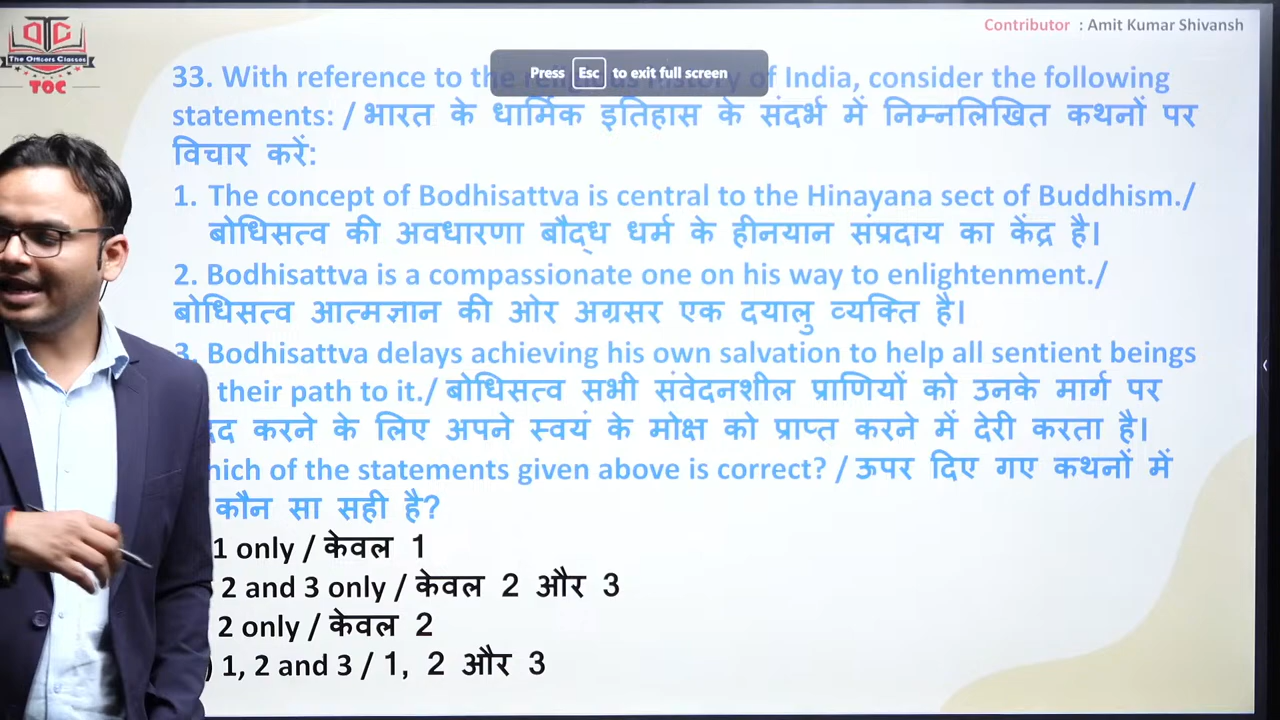 Contributor : Amit Kumar Shivansh
The Officers Classes
TOC
Press Esc to exit full screen
33. With reference to the religious history of India, consider the following
statements: / भारत के धार्मिक इतिहास के संदर्भ में निम्नलिखित कथनों पर
विचार करें:
1. The concept of Bodhisattva is central to the Hinayana sect of Buddhism./
बोधिसत्व की अवधारणा बौद्ध धर्म के हीनयान संप्रदाय का केंद्र है।
2. Bodhisattva is a compassionate one on his way to enlightenment./
बोधिसत्व आत्मज्ञान की ओर अग्रसर एक दयालु व्यक्ति है।
3. Bodhisattva delays achieving his own salvation to help all sentient beings
their path to it./ बोधिसत्व सभी संवेदनशील प्राणियों को उनके मार्ग पर
करने के लिए अपने स्वयं के मोक्ष को प्राप्त करने में देरी करता है।
hich of the statements given above is correct? / ऊपर दिए गए कथनों में
कौन सा सही है?
1 only / केवल 1
2 and 3 only / केवल 2 और 3
2 only / केवल 2
) 1, 2 and 3 / 1, 2 और 3